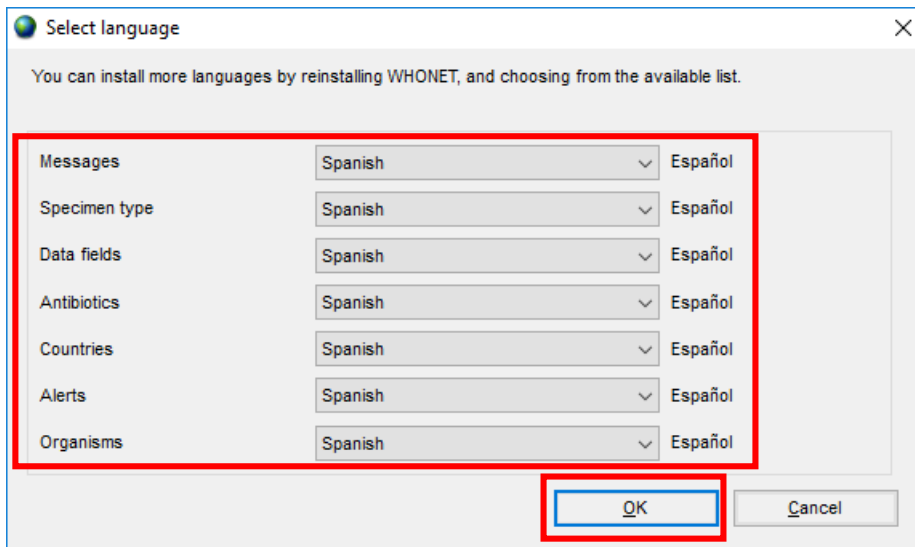 Select language
You can install more languages by reinstalling WHONET, and choosing from the available list.
Messages Spanish Español
Specimen type Spanish Español
Data fields Spanish Español
Antibiotics Spanish Español
Countries Spanish Español
Alerts Spanish Español
Organisms Spanish Español
OK Cancel